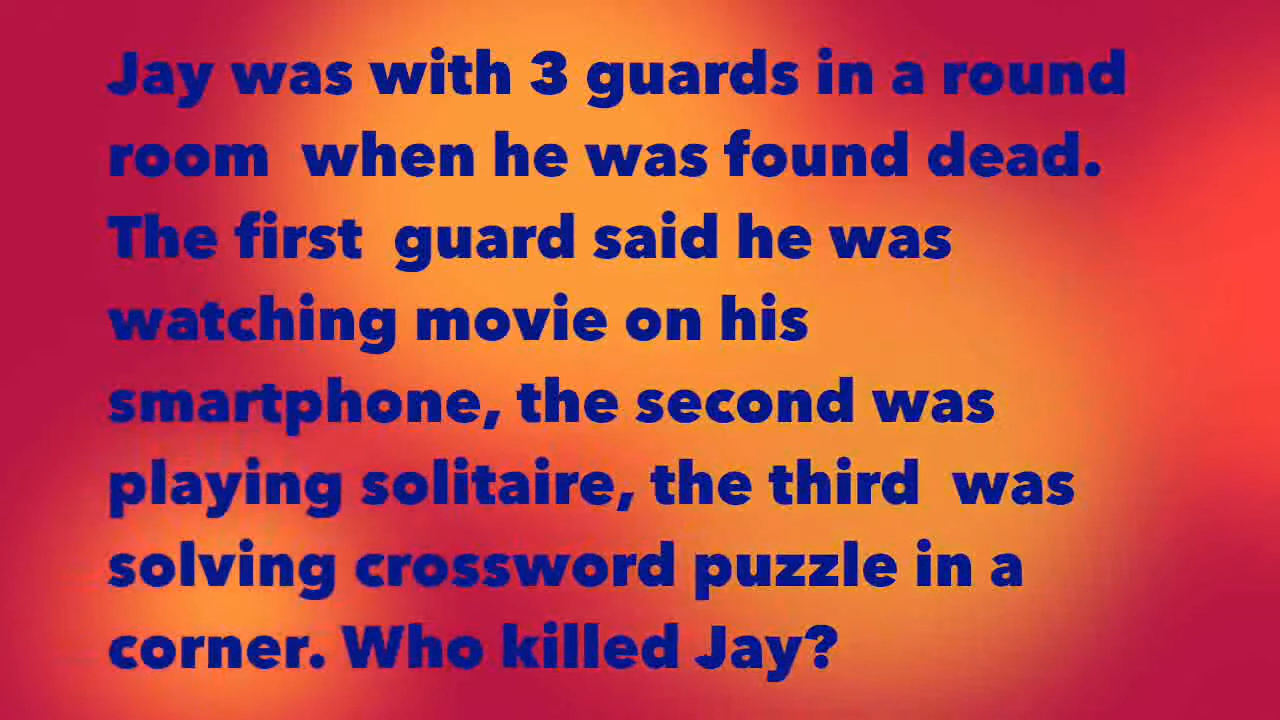 Jay was with 3 guards in a round
room when he was found dead.
The first guard said he was
watching movie on his
smartphone, the second was
playing solitaire, the third was
solving crossword puzzle in a
corner. Who killed Jay?